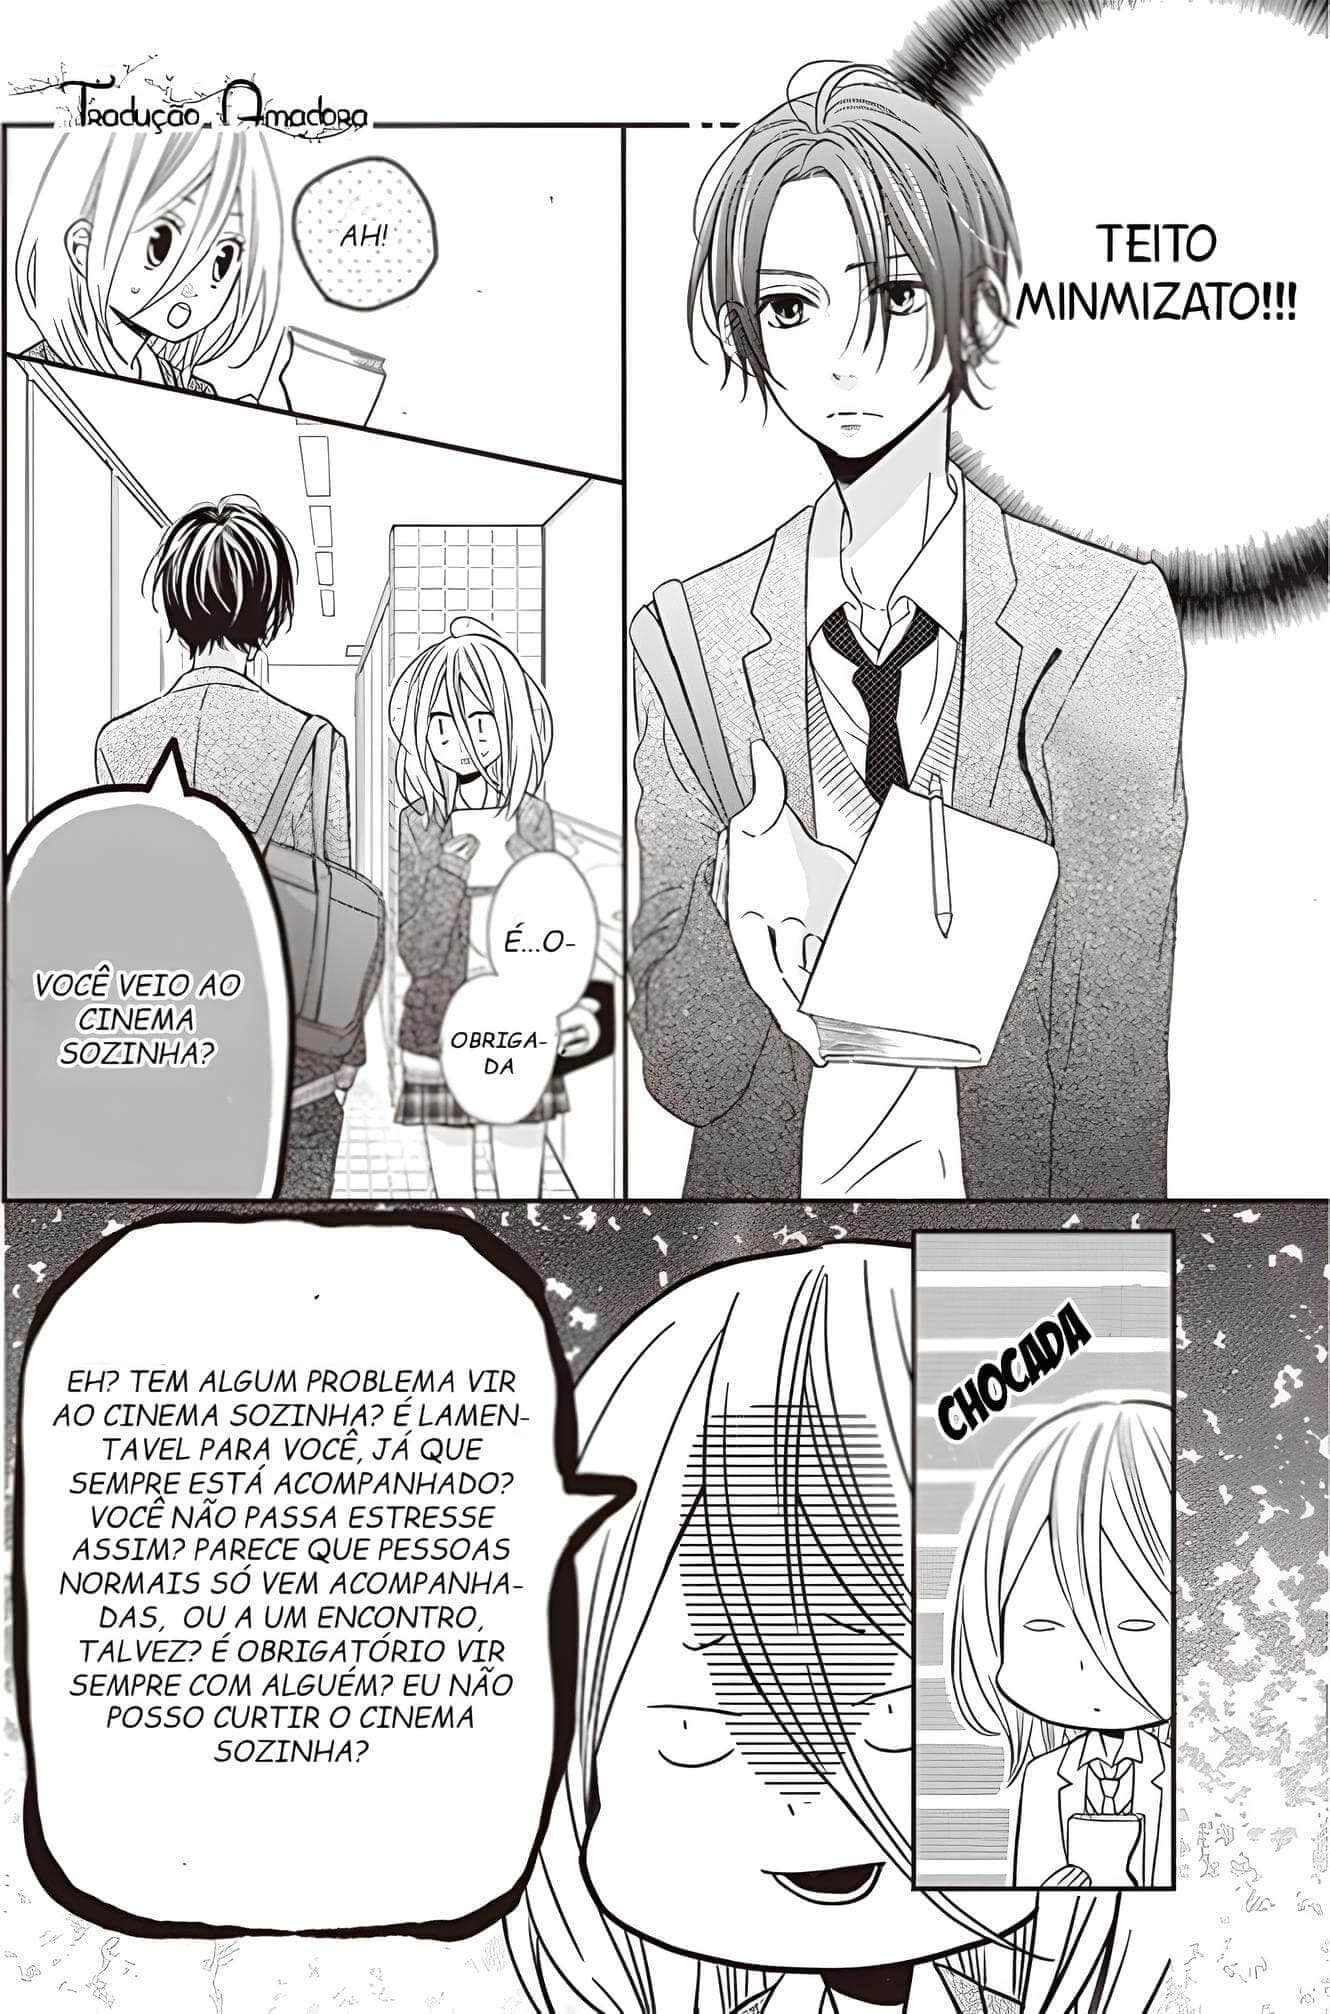 Tradução Amadora
TEITO
MINMIZATO!!!
AH!
É...O-
OBRIGA-
DA
VOCÊ VEIO AO
CINEMA
SOZINHA?
CHOCADA
EH? TEM ALGUM PROBLEMA VIR
AO CINEMA SOZINHA? É LAMEN-
TAVEL PARA VOCÊ, JÁ QUE
SEMPRE ESTÁ ACOMPANHADO?
VOCÊ NÃO PASSA ESTRESSE
ASSIM? PARECE QUE PESSOAS
NORMAIS SÓ VEM ACOMPANHA-
DAS, OU A UM ENCONTRO,
TALVEZ? É OBRIGATÓRIO VIR
SEMPRE COM ALGUÉM? EU NÃO
POSSO CURTIR O CINEMA
SOZINHA?